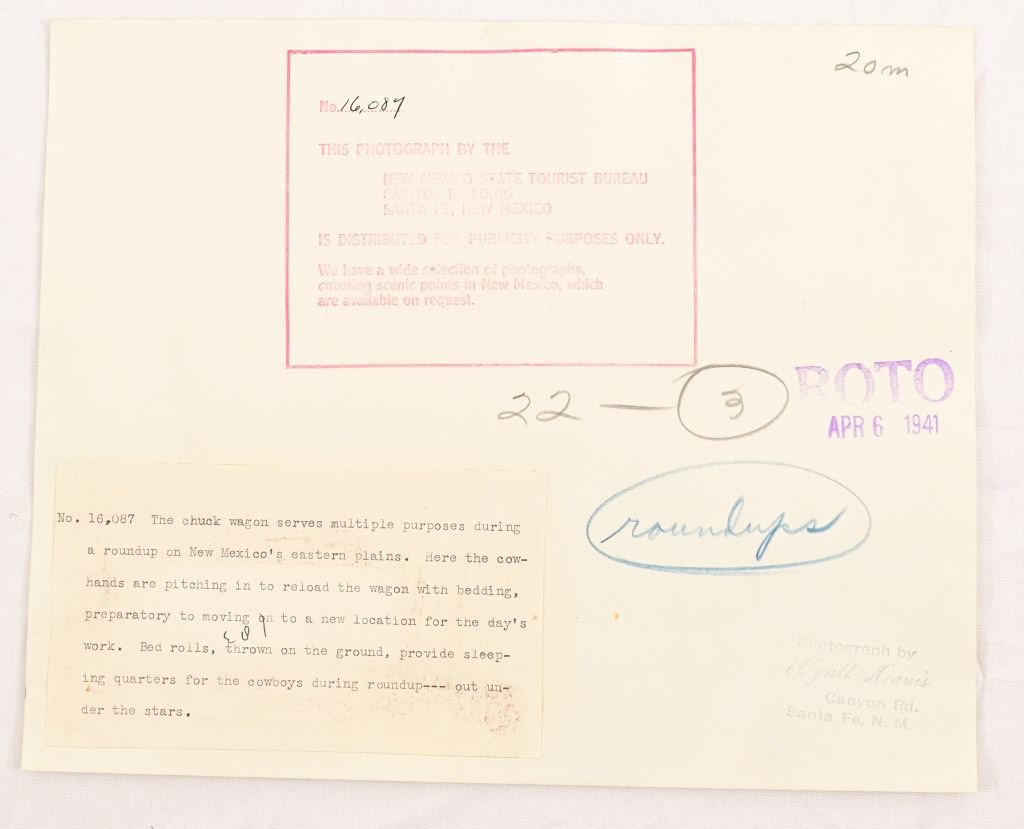 20m
No. 16,087
THIS PHOTOGRAPH BY THE
NEW MEXICO STATE TOURIST BUREAU
CAPITOL BUILDING
SANTA FE, NEW MEXICO
IS DISTRIBUTED FOR PUBLICITY PURPOSES ONLY.
We have a wide selection of photographs,
covering scenic points in New Mexico, which
are available on request.
22 — 3
ROTO
APR 6 1941
roundups
No. 16,087 The chuck wagon serves multiple purposes during
a roundup on New Mexico's eastern plains. Here the cow-
hands are pitching in to reload the wagon with bedding,
preparatory to moving on to a new location for the day's
work. Bed rolls, thrown on the ground, provide sleep-
ing quarters for the cowboys during roundup--- out un-
der the stars.
Photograph by
Wyatt Davis
Canyon Rd.
Santa Fe, N. M.